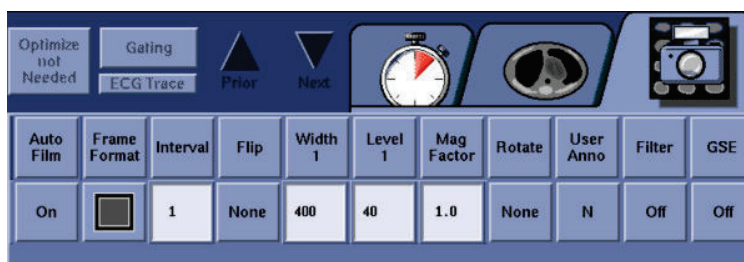 Optimize
not
Needed
Gating
ECG Trace
Prior
Next
Auto
Film
Frame
Format
Interval
Flip
Width
1
Level
1
Mag
Factor
Rotate
User
Anno
Filter
GSE
On
1
None
400
40
1.0
None
N
Off
Off